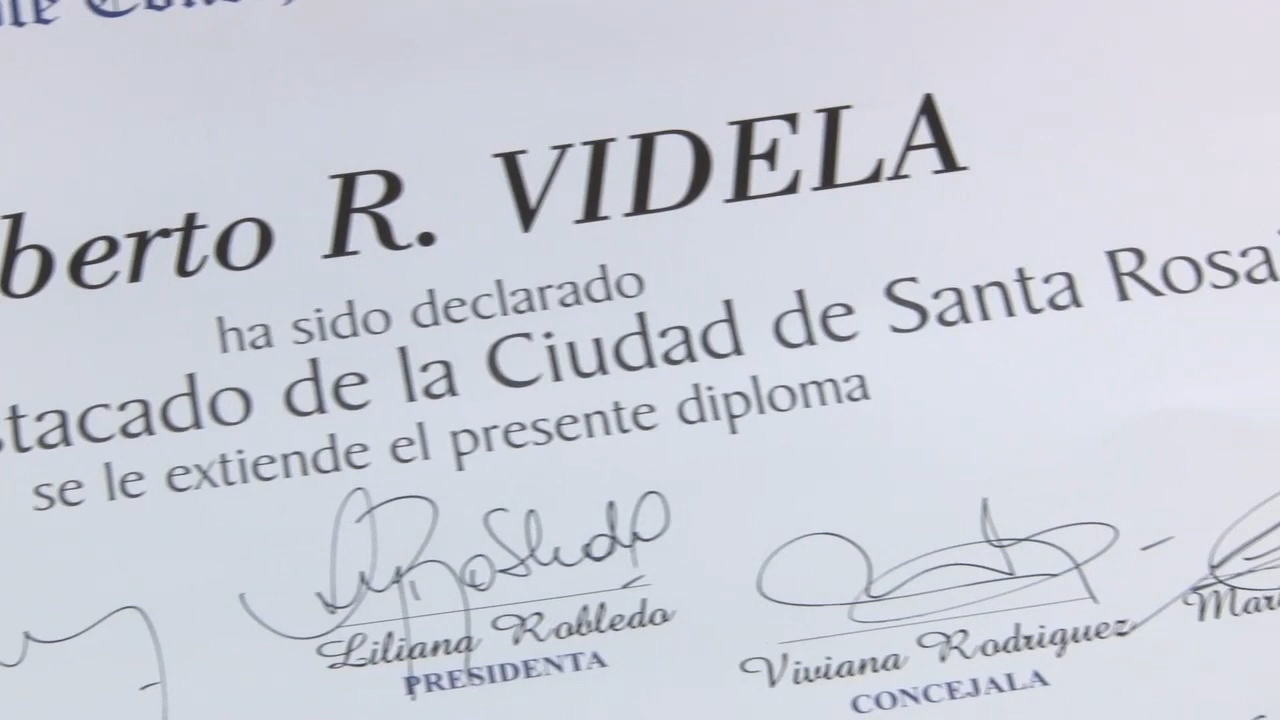 berto R. VIDELA
ha sido declarado
stacado de la Ciudad de Santa Rosa"
se le extiende el presente diploma
Liliana Robledo
PRESIDENTA
Viviana Rodriguez
CONCEJALA